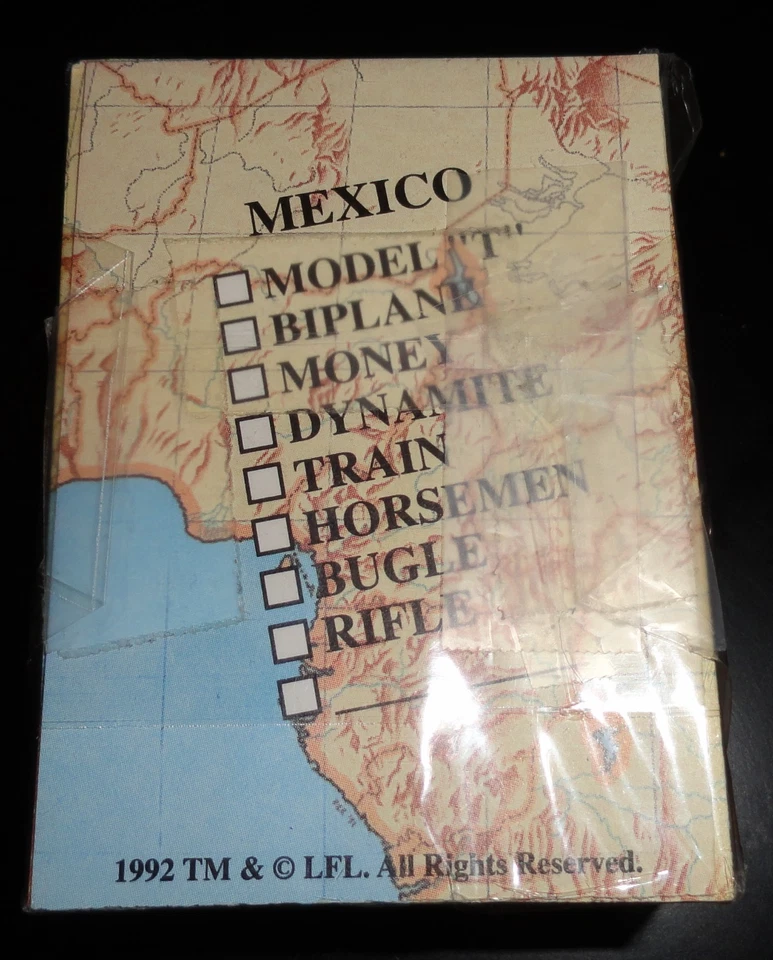 MEXICO
MODEL "T"
BIPLANE
MONEY
DYNAMITE
TRAIN
HORSEMEN
BUGLE
RIFLE
1992 TM & © LFL. All Rights Reserved.